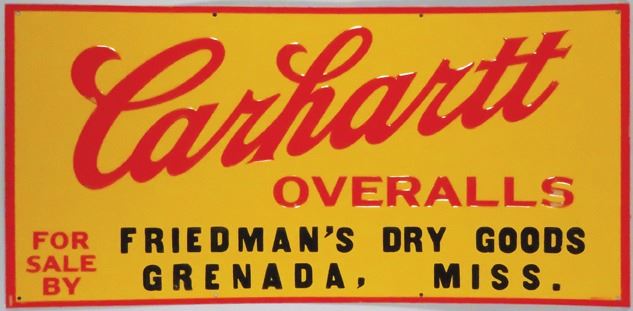 Carhartt
OVERALLS
FOR
SALE
BY
FRIEDMAN'S DRY GOODS
GRENADA, MISS.